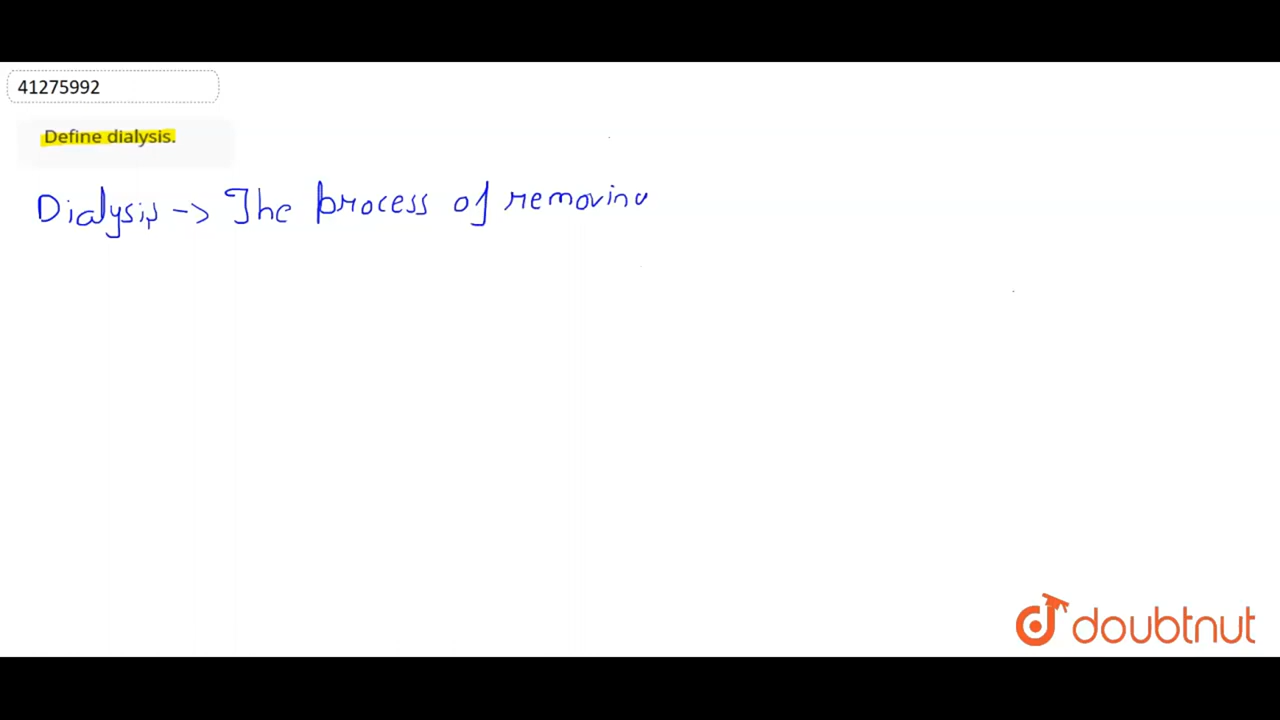 41275992
Define dialysis.
Dialysis -> The process of removing
doubtnut